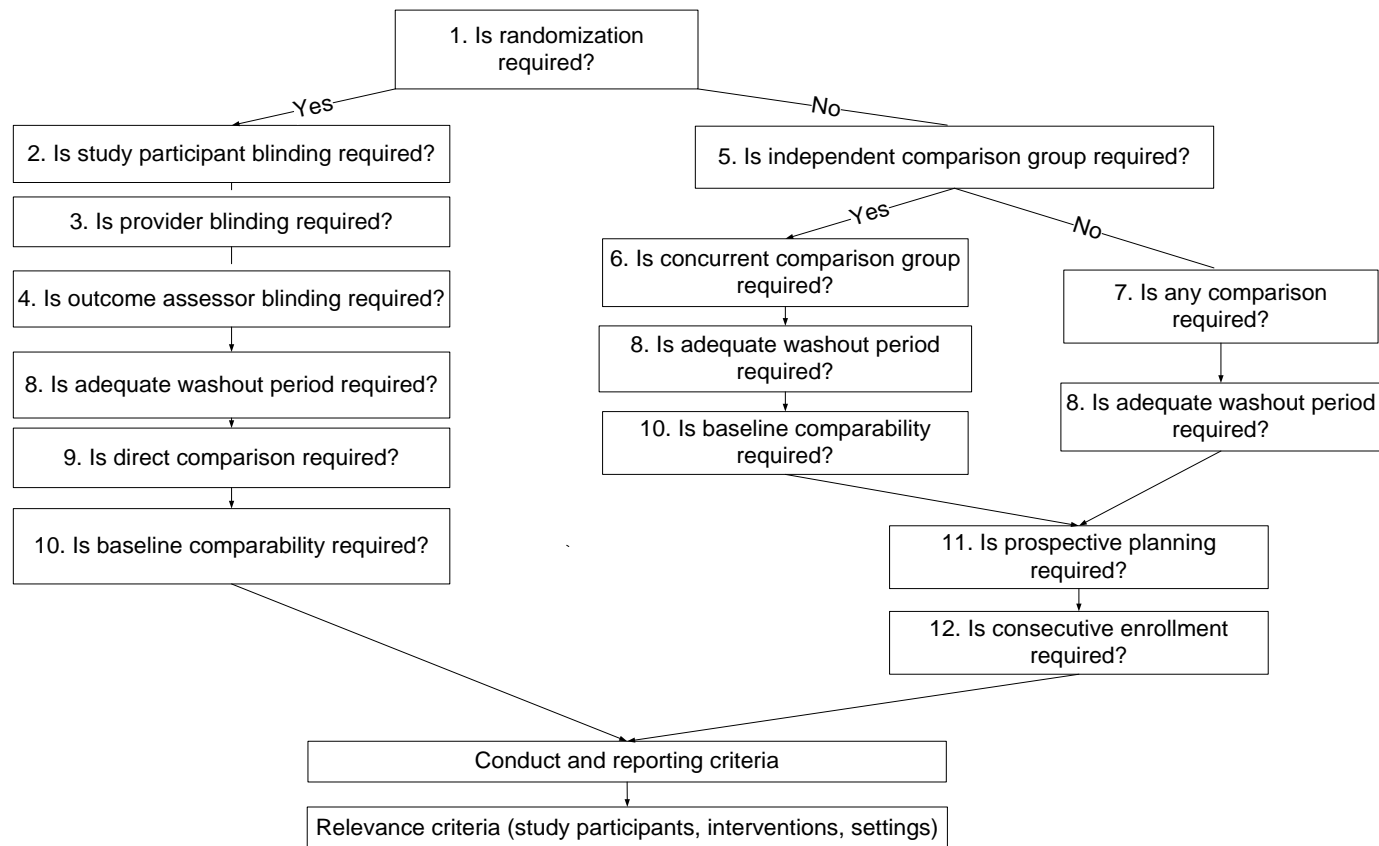 1. Is randomization
required?
Yes
No
2. Is study participant blinding required?
3. Is provider blinding required?
4. Is outcome assessor blinding required?
8. Is adequate washout period required?
9. Is direct comparison required?
10. Is baseline comparability required?
5. Is independent comparison group required?
Yes
No
6. Is concurrent comparison group
required?
8. Is adequate washout period
required?
10. Is baseline comparability
required?
7. Is any comparison
required?
8. Is adequate washout period
required?
11. Is prospective planning
required?
12. Is consecutive enrollment
required?
`
Conduct and reporting criteria
Relevance criteria (study participants, interventions, settings)